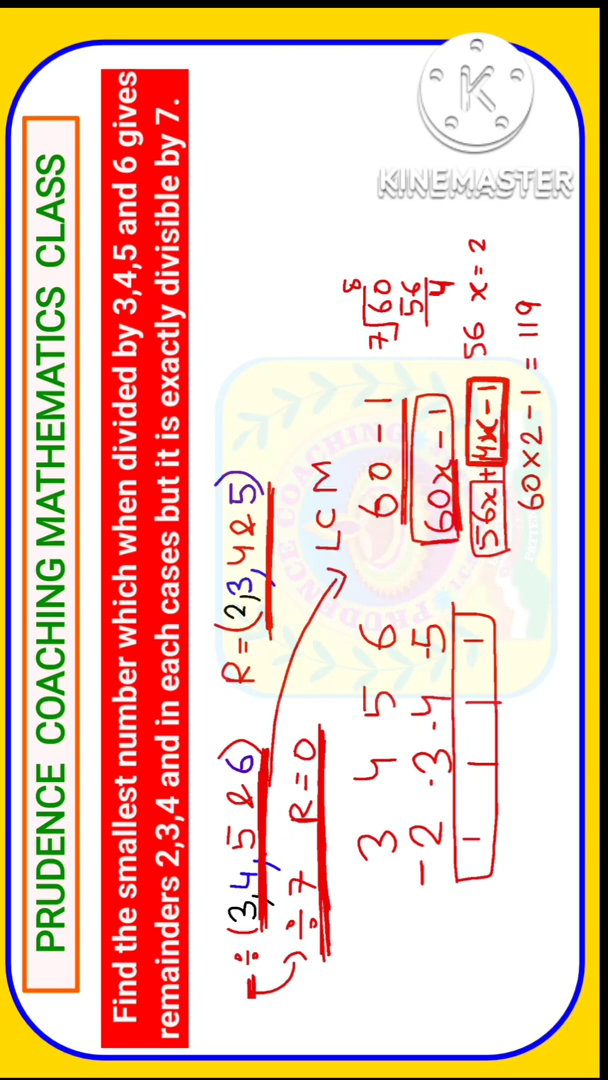 PRUDENCE COACHING MATHEMATICS CLASS
Find the smallest number which when divided by 3,4,5 and 6 gives
remainders 2,3,4 and in each cases but it is exactly divisible by 7.
÷ (3,4,5 & 6) R = (2,3,4 & 5)
÷ 7 R = 0 LCM
3 4 5 6
-2 -3 -4 -5
1 1 1 1
60 - 1
60x - 1
56x + 4x - 1 56 x = 2
60 x 2 - 1 = 119
8
7 60
56
4
K
KINEMASTER
PRUDENCE COACHING